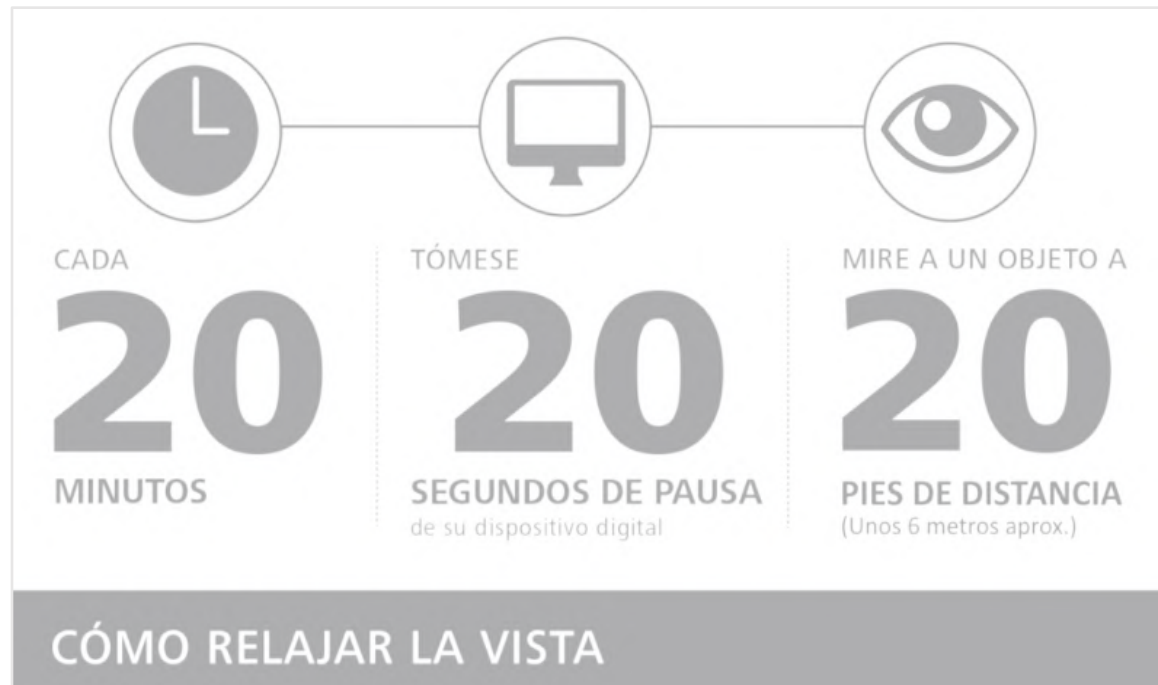 CADA
20
MINUTOS
TÓMESE
20
SEGUNDOS DE PAUSA
de su dispositivo digital
MIRE A UN OBJETO A
20
PIES DE DISTANCIA
(Unos 6 metros aprox.)
CÓMO RELAJAR LA VISTA